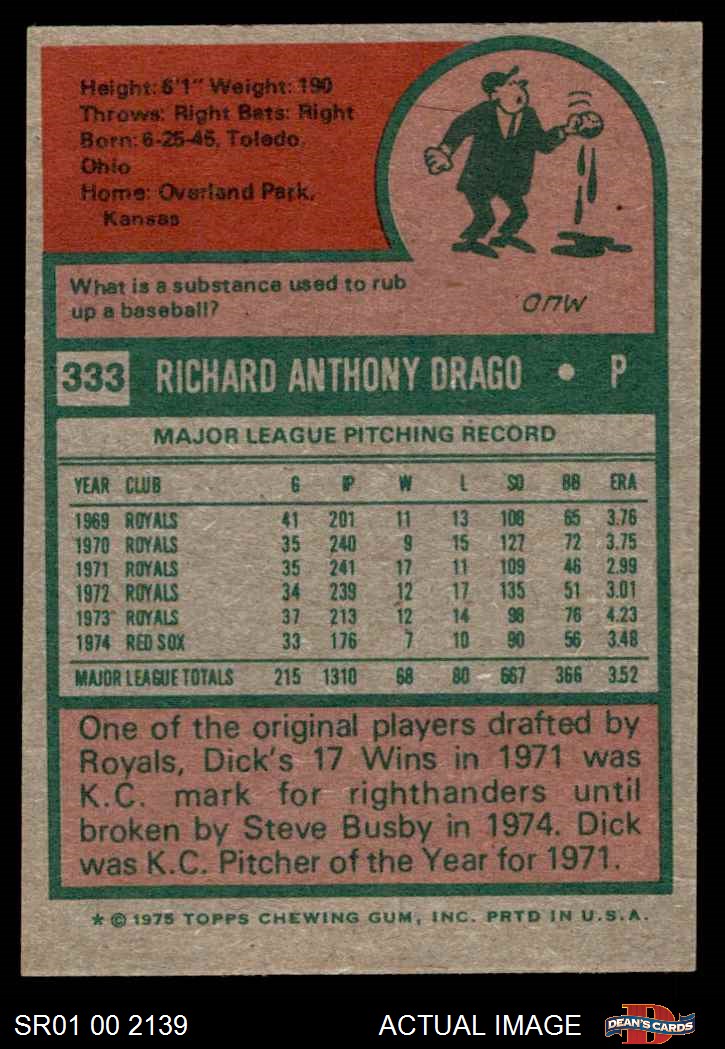 Height: 6'1" Weight: 190
Throws: Right Bats: Right
Born: 6-25-45, Toledo,
Ohio
Home: Overland Park,
Kansas
What is a substance used to rub
up a baseball?
MUD
333 RICHARD ANTHONY DRAGO • P
MAJOR LEAGUE PITCHING RECORD
YEAR CLUB G IP W L SO BB ERA
1969 ROYALS 41 201 11 13 108 65 3.76
1970 ROYALS 35 240 9 15 127 72 3.75
1971 ROYALS 35 241 17 11 109 46 2.99
1972 ROYALS 34 239 12 17 135 51 3.01
1973 ROYALS 37 213 12 14 98 76 4.23
1974 RED SOX 33 176 7 10 90 56 3.48
MAJOR LEAGUE TOTALS 215 1310 68 80 667 366 3.52
One of the original players drafted by
Royals, Dick's 17 Wins in 1971 was
K.C. mark for righthanders until
broken by Steve Busby in 1974. Dick
was K.C. Pitcher of the Year for 1971.
* © 1975 TOPPS CHEWING GUM, INC. PRTD IN U.S.A.
SR01 00 2139 ACTUAL IMAGE D DEAN'S CARDS